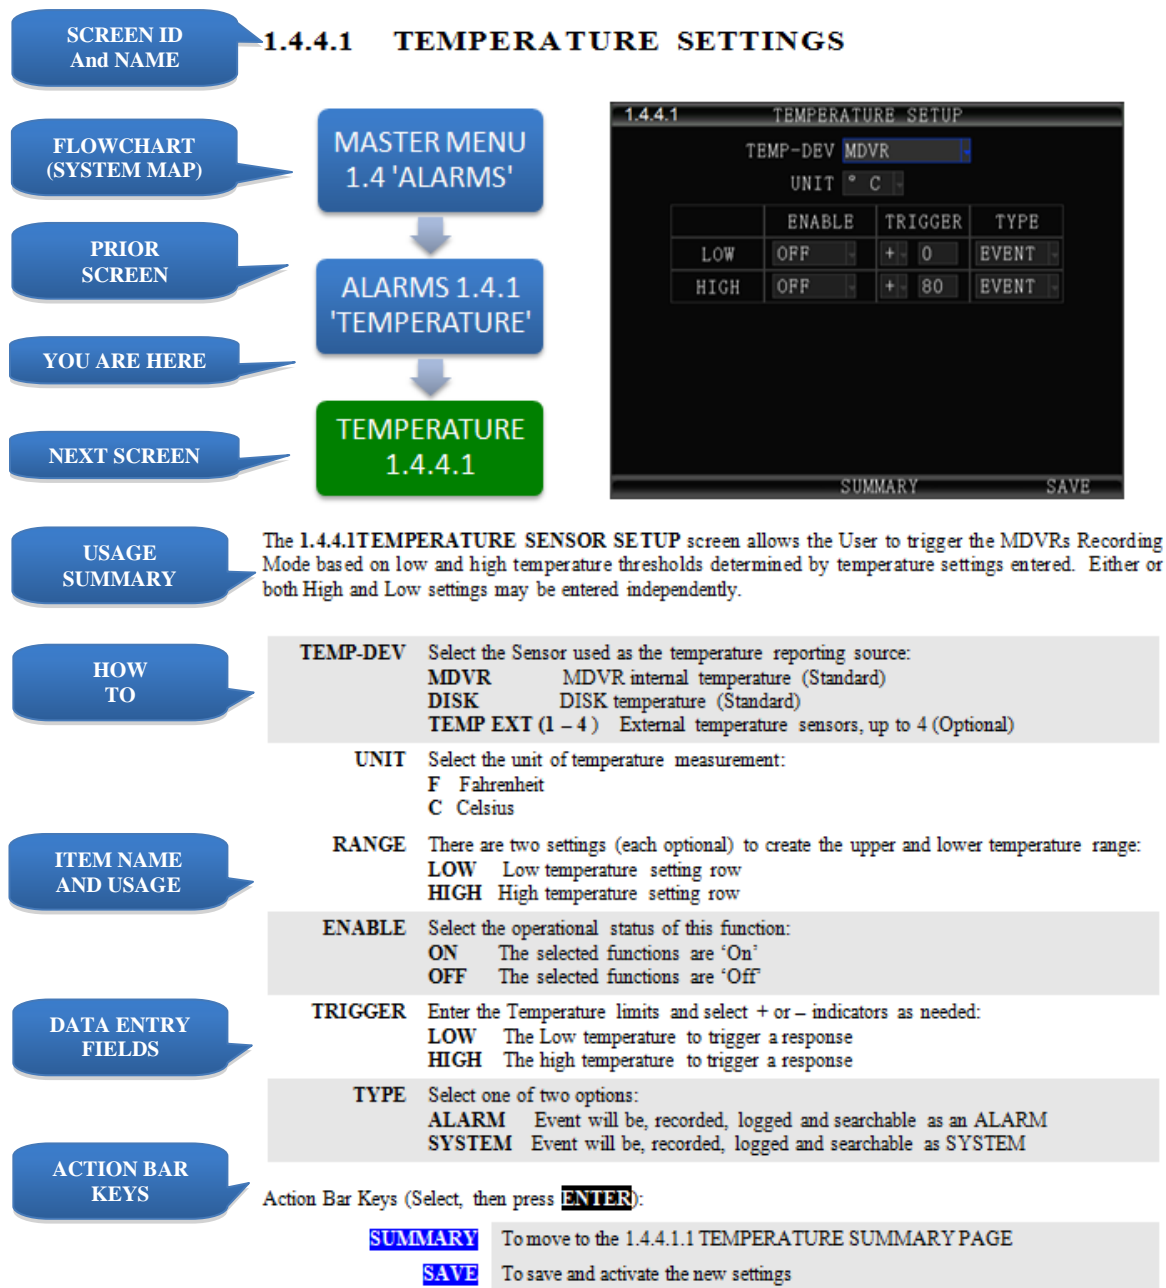 SCREEN ID
And NAME
1.4.4.1 TEMPERATURE SETTINGS
FLOWCHART
(SYSTEM MAP)
PRIOR
SCREEN
YOU ARE HERE
NEXT SCREEN
MASTER MENU
1.4 'ALARMS'
ALARMS 1.4.1
'TEMPERATURE'
TEMPERATURE
1.4.4.1
1.4.4.1 TEMPERATURE SETUP
TEMP-DEV MDVR
UNIT ° C
ENABLE TRIGGER TYPE
LOW OFF + 0 EVENT
HIGH OFF + 80 EVENT
SUMMARY SAVE
USAGE
SUMMARY
The 1.4.4.1TEMPERATURE SENSOR SETUP screen allows the User to trigger the MDVRs Recording
Mode based on low and high temperature thresholds determined by temperature settings entered. Either or
both High and Low settings may be entered independently.
HOW
TO
TEMP-DEV Select the Sensor used as the temperature reporting source:
MDVR MDVR internal temperature (Standard)
DISK DISK temperature (Standard)
TEMP EXT (1 – 4 ) External temperature sensors, up to 4 (Optional)
UNIT Select the unit of temperature measurement:
F Fahrenheit
C Celsius
ITEM NAME
AND USAGE
RANGE There are two settings (each optional) to create the upper and lower temperature range:
LOW Low temperature setting row
HIGH High temperature setting row
ENABLE Select the operational status of this function:
ON The selected functions are ‘On’
OFF The selected functions are ‘Off’
DATA ENTRY
FIELDS
TRIGGER Enter the Temperature limits and select + or – indicators as needed:
LOW The Low temperature to trigger a response
HIGH The high temperature to trigger a response
TYPE Select one of two options:
ALARM Event will be, recorded, logged and searchable as an ALARM
SYSTEM Event will be, recorded, logged and searchable as SYSTEM
ACTION BAR
KEYS
Action Bar Keys (Select, then press ENTER):
SUMMARY To move to the 1.4.4.1.1 TEMPERATURE SUMMARY PAGE
SAVE To save and activate the new settings